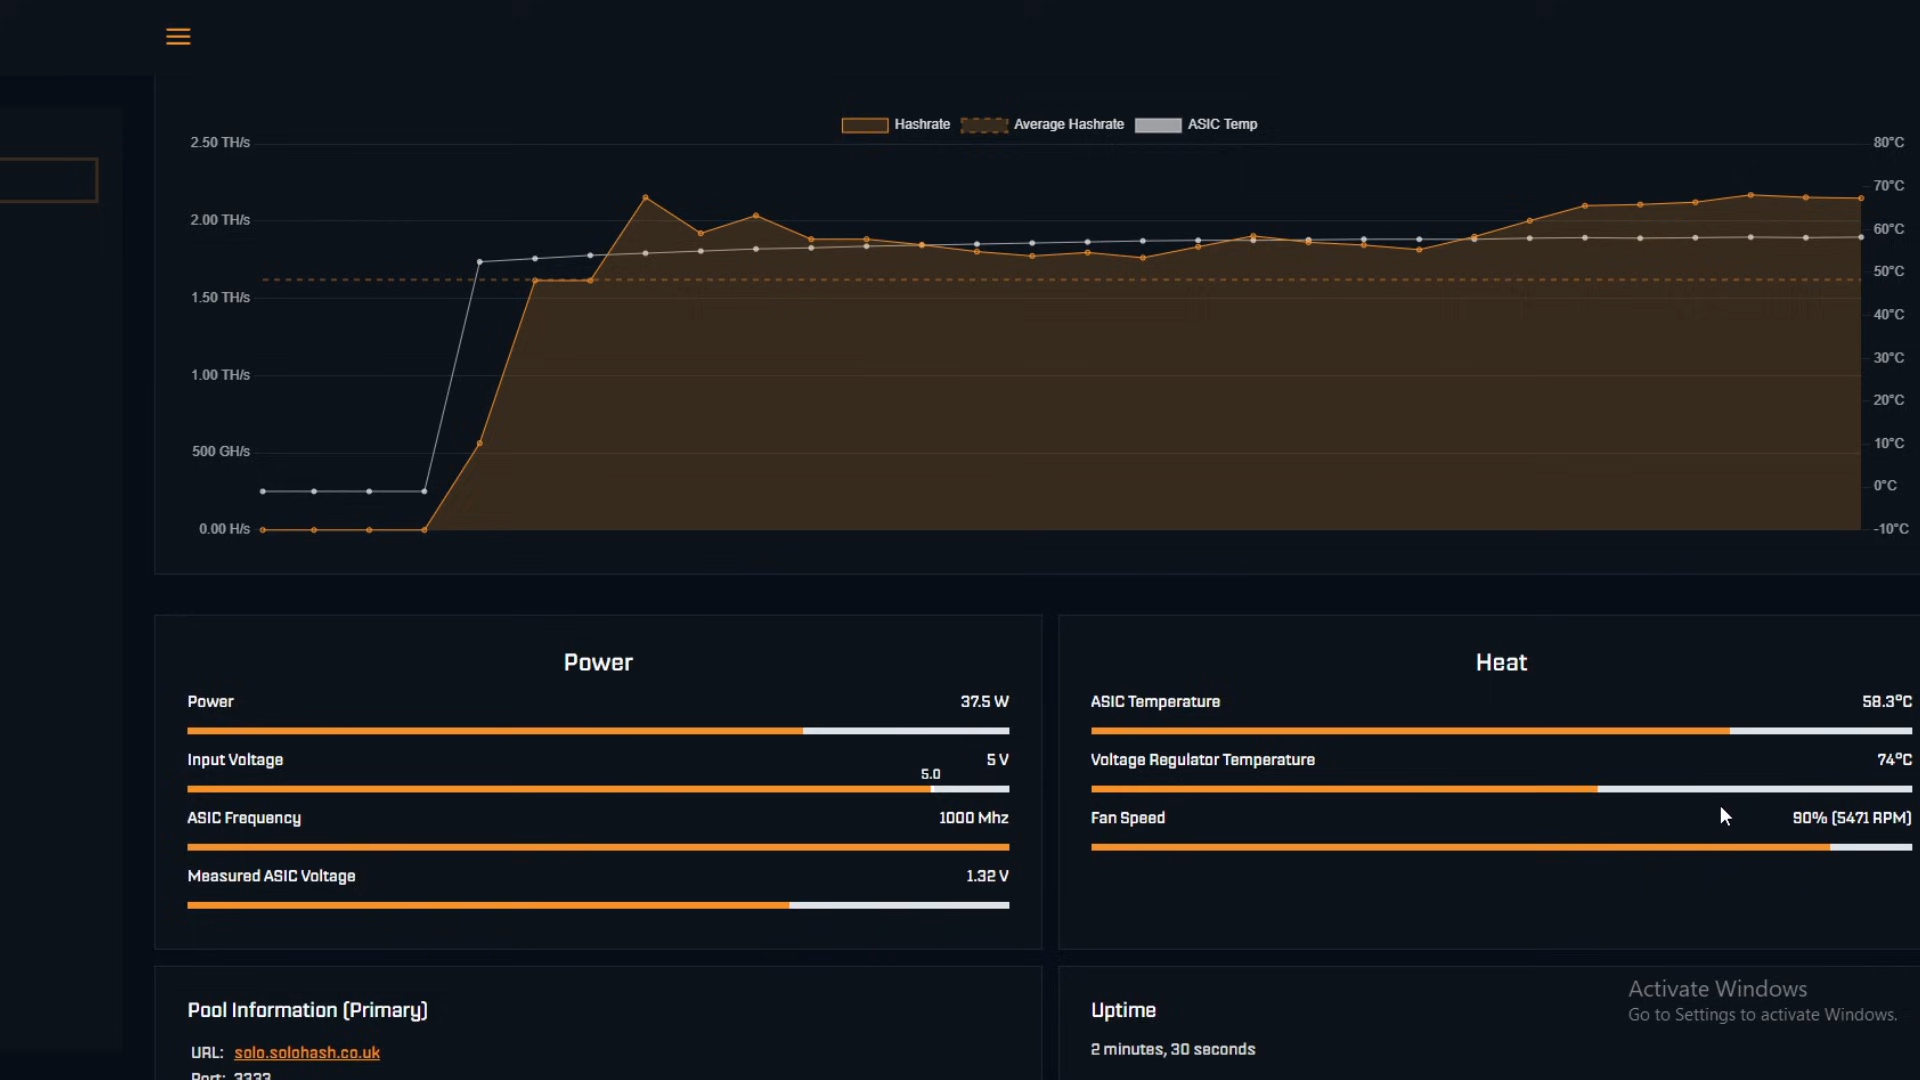 Hashrate Average Hashrate ASIC Temp
2.50 TH/s
2.00 TH/s
1.50 TH/s
1.00 TH/s
500 GH/s
0.00 H/s
80°C
70°C
60°C
50°C
40°C
30°C
20°C
10°C
0°C
-10°C
Power
Power 37.5 W
Input Voltage 5 V
5.0
ASIC Frequency 1000 Mhz
Measured ASIC Voltage 1.32 V
Heat
ASIC Temperature 58.3°C
Voltage Regulator Temperature 74°C
Fan Speed 90% (5471 RPM)
Pool Information (Primary)
URL: solo.solohash.co.uk
Port: 3333
Uptime
2 minutes, 30 seconds
Activate Windows
Go to Settings to activate Windows.